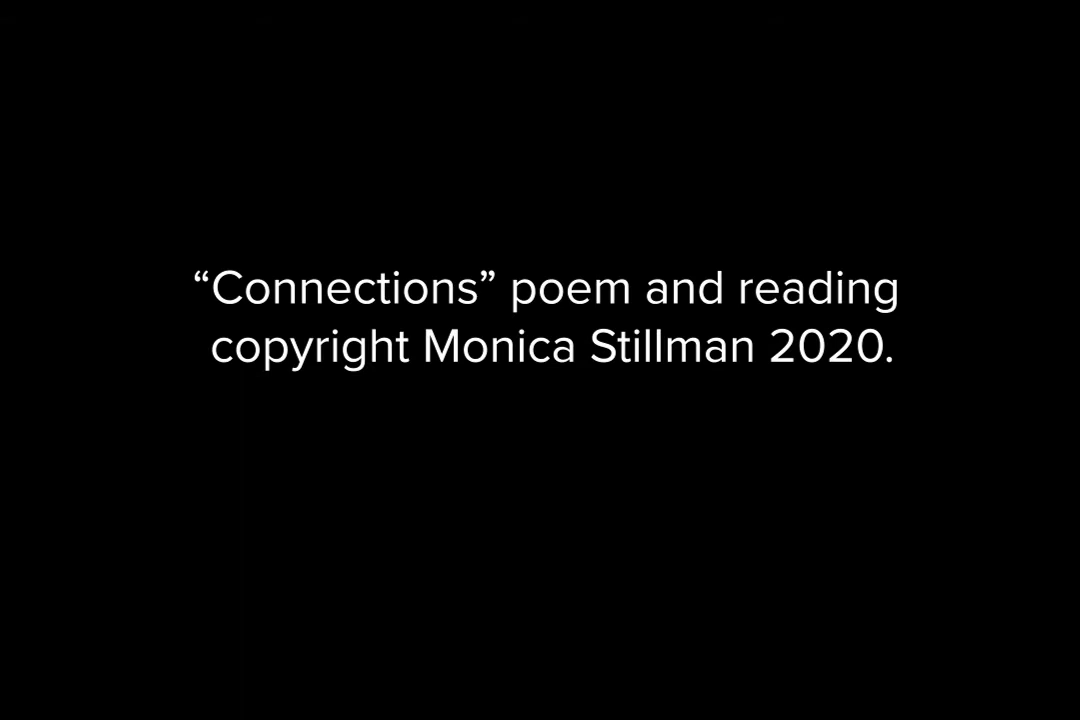 “Connections” poem and reading
copyright Monica Stillman 2020.